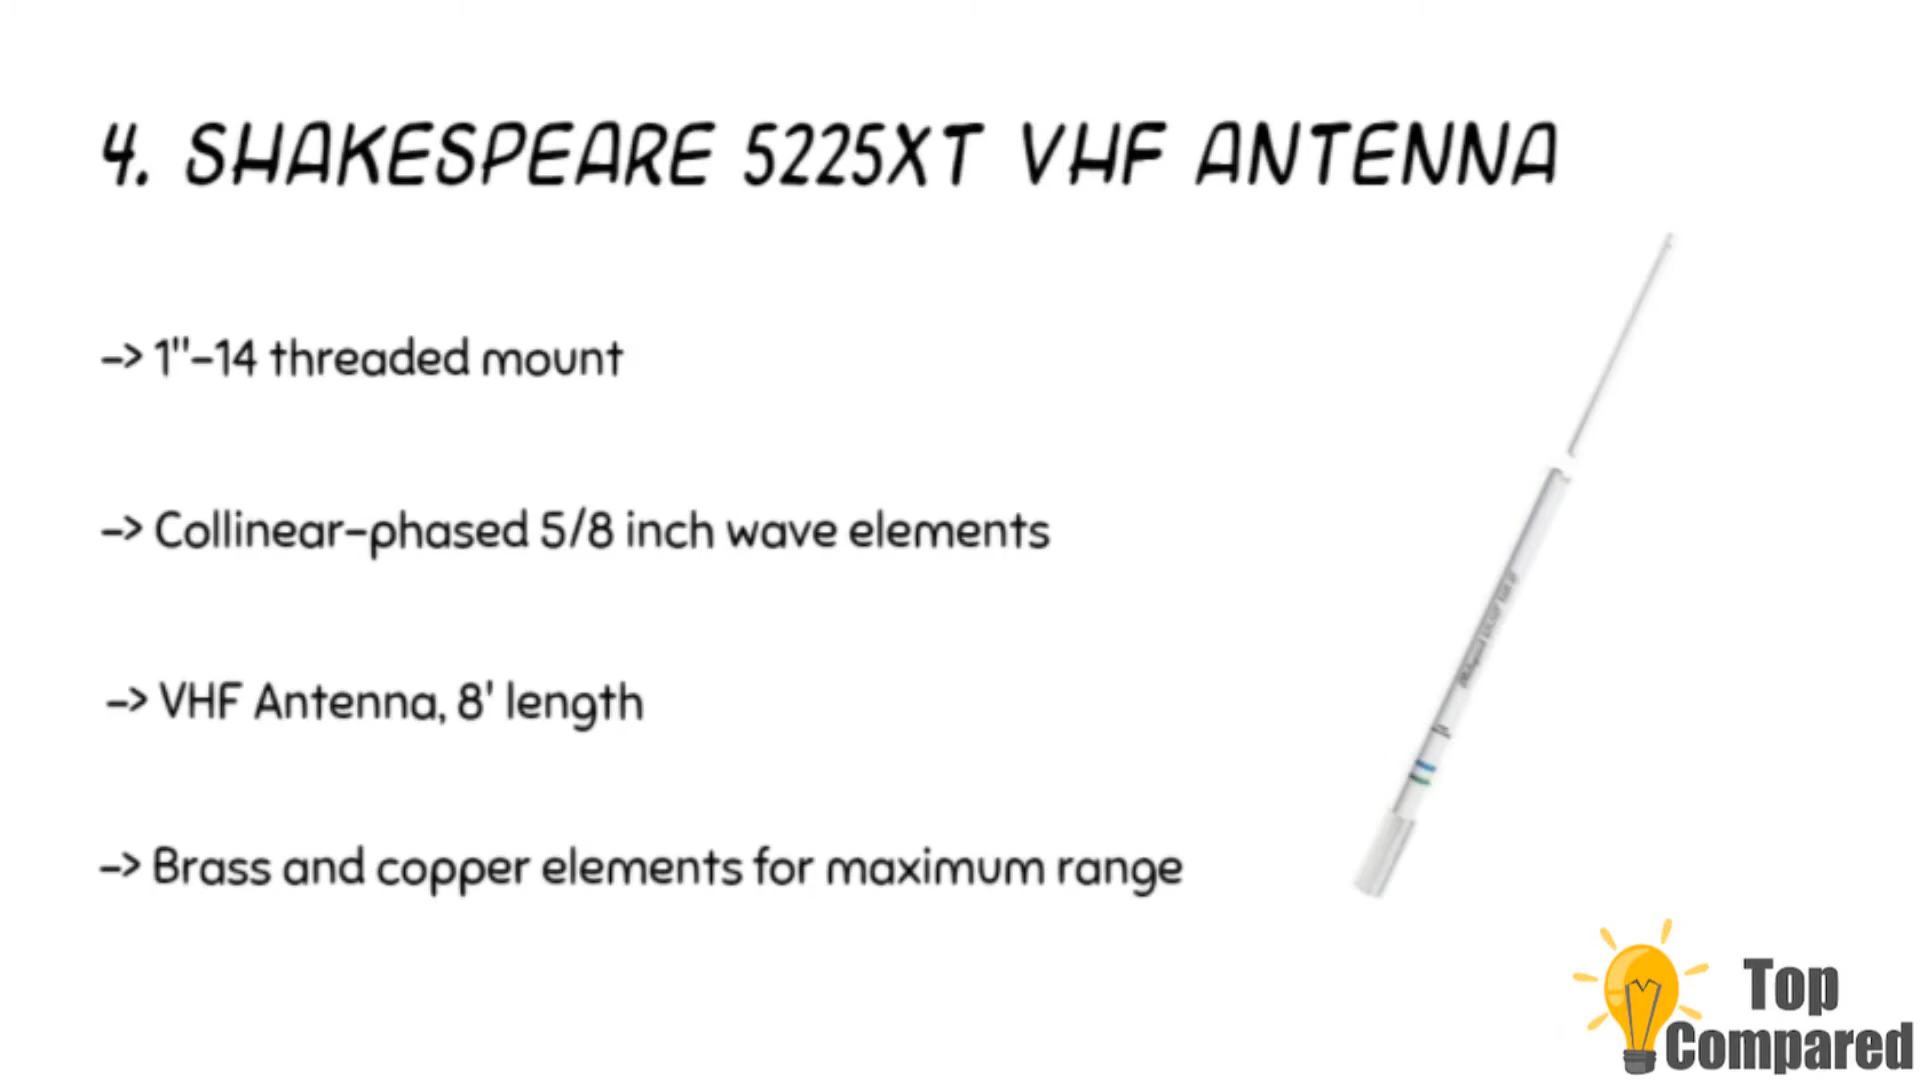 4. SHAKESPEARE 5225XT VHF ANTENNA
-> 1"-14 threaded mount
-> Collinear-phased 5/8 inch wave elements
-> VHF Antenna, 8' length
-> Brass and copper elements for maximum range
Top
Compared